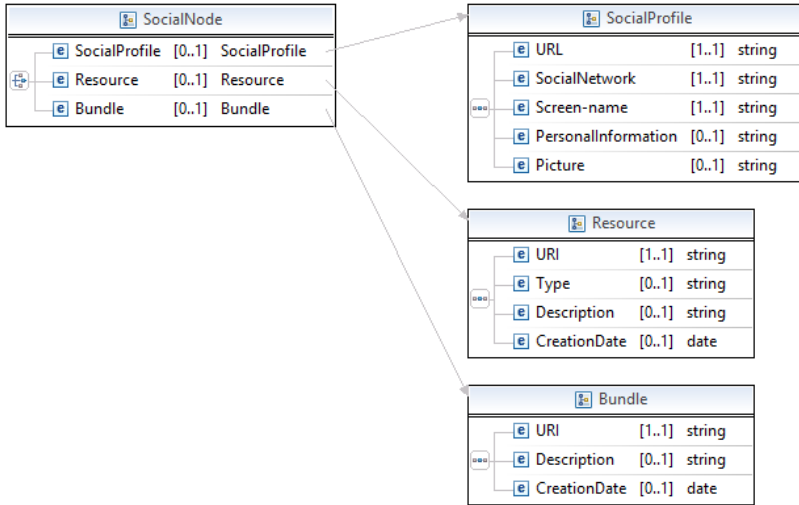 SocialNode
e SocialProfile [0..1] SocialProfile
e Resource [0..1] Resource
e Bundle [0..1] Bundle
SocialProfile
e URL [1..1] string
e SocialNetwork [1..1] string
e Screen-name [1..1] string
e PersonalInformation [0..1] string
e Picture [0..1] string
Resource
e URI [1..1] string
e Type [0..1] string
e Description [0..1] string
e CreationDate [0..1] date
Bundle
e URI [1..1] string
e Description [0..1] string
e CreationDate [0..1] date